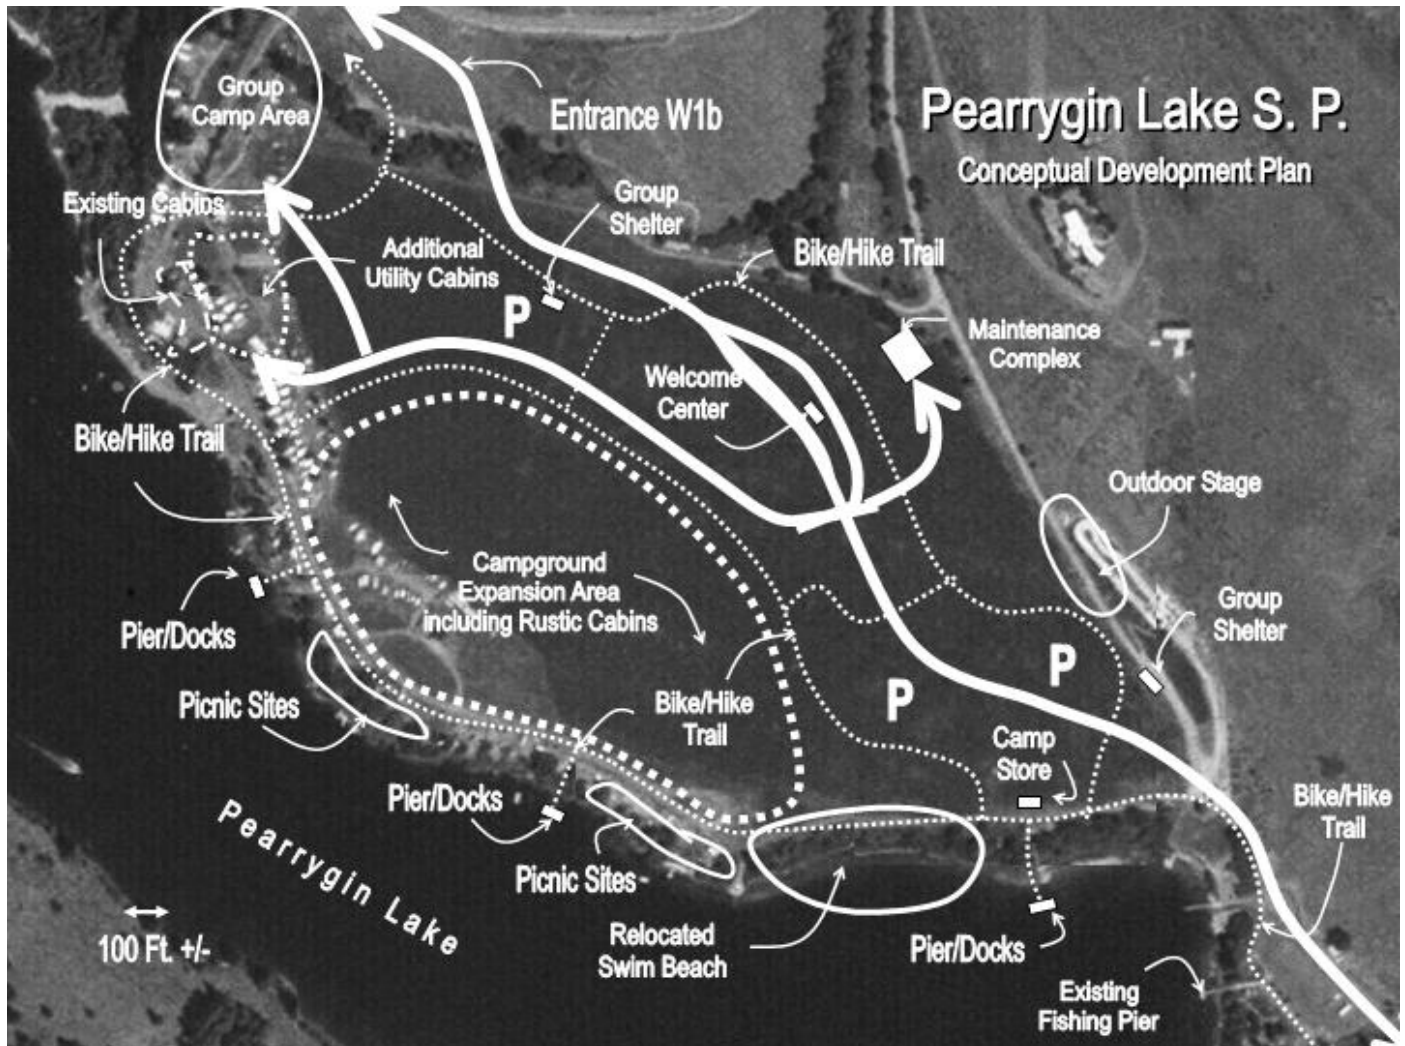 Group
Camp Area
Entrance W1b
Pearrygin Lake S. P.
Conceptual Development Plan
Existing Cabins
Group
Shelter
Additional
Utility Cabins
Bike/Hike Trail
P
Maintenance
Complex
Welcome
Center
Bike/Hike Trail
Outdoor Stage
Campground
Expansion Area
including Rustic Cabins
Group
Shelter
Pier/Docks
P
Picnic Sites
P
Bike/Hike
Trail
Camp
Store
Pier/Docks
Bike/Hike
Trail
Pearrygin Lake
Picnic Sites
100 Ft. +/-
Relocated
Swim Beach
Pier/Docks
Existing
Fishing Pier